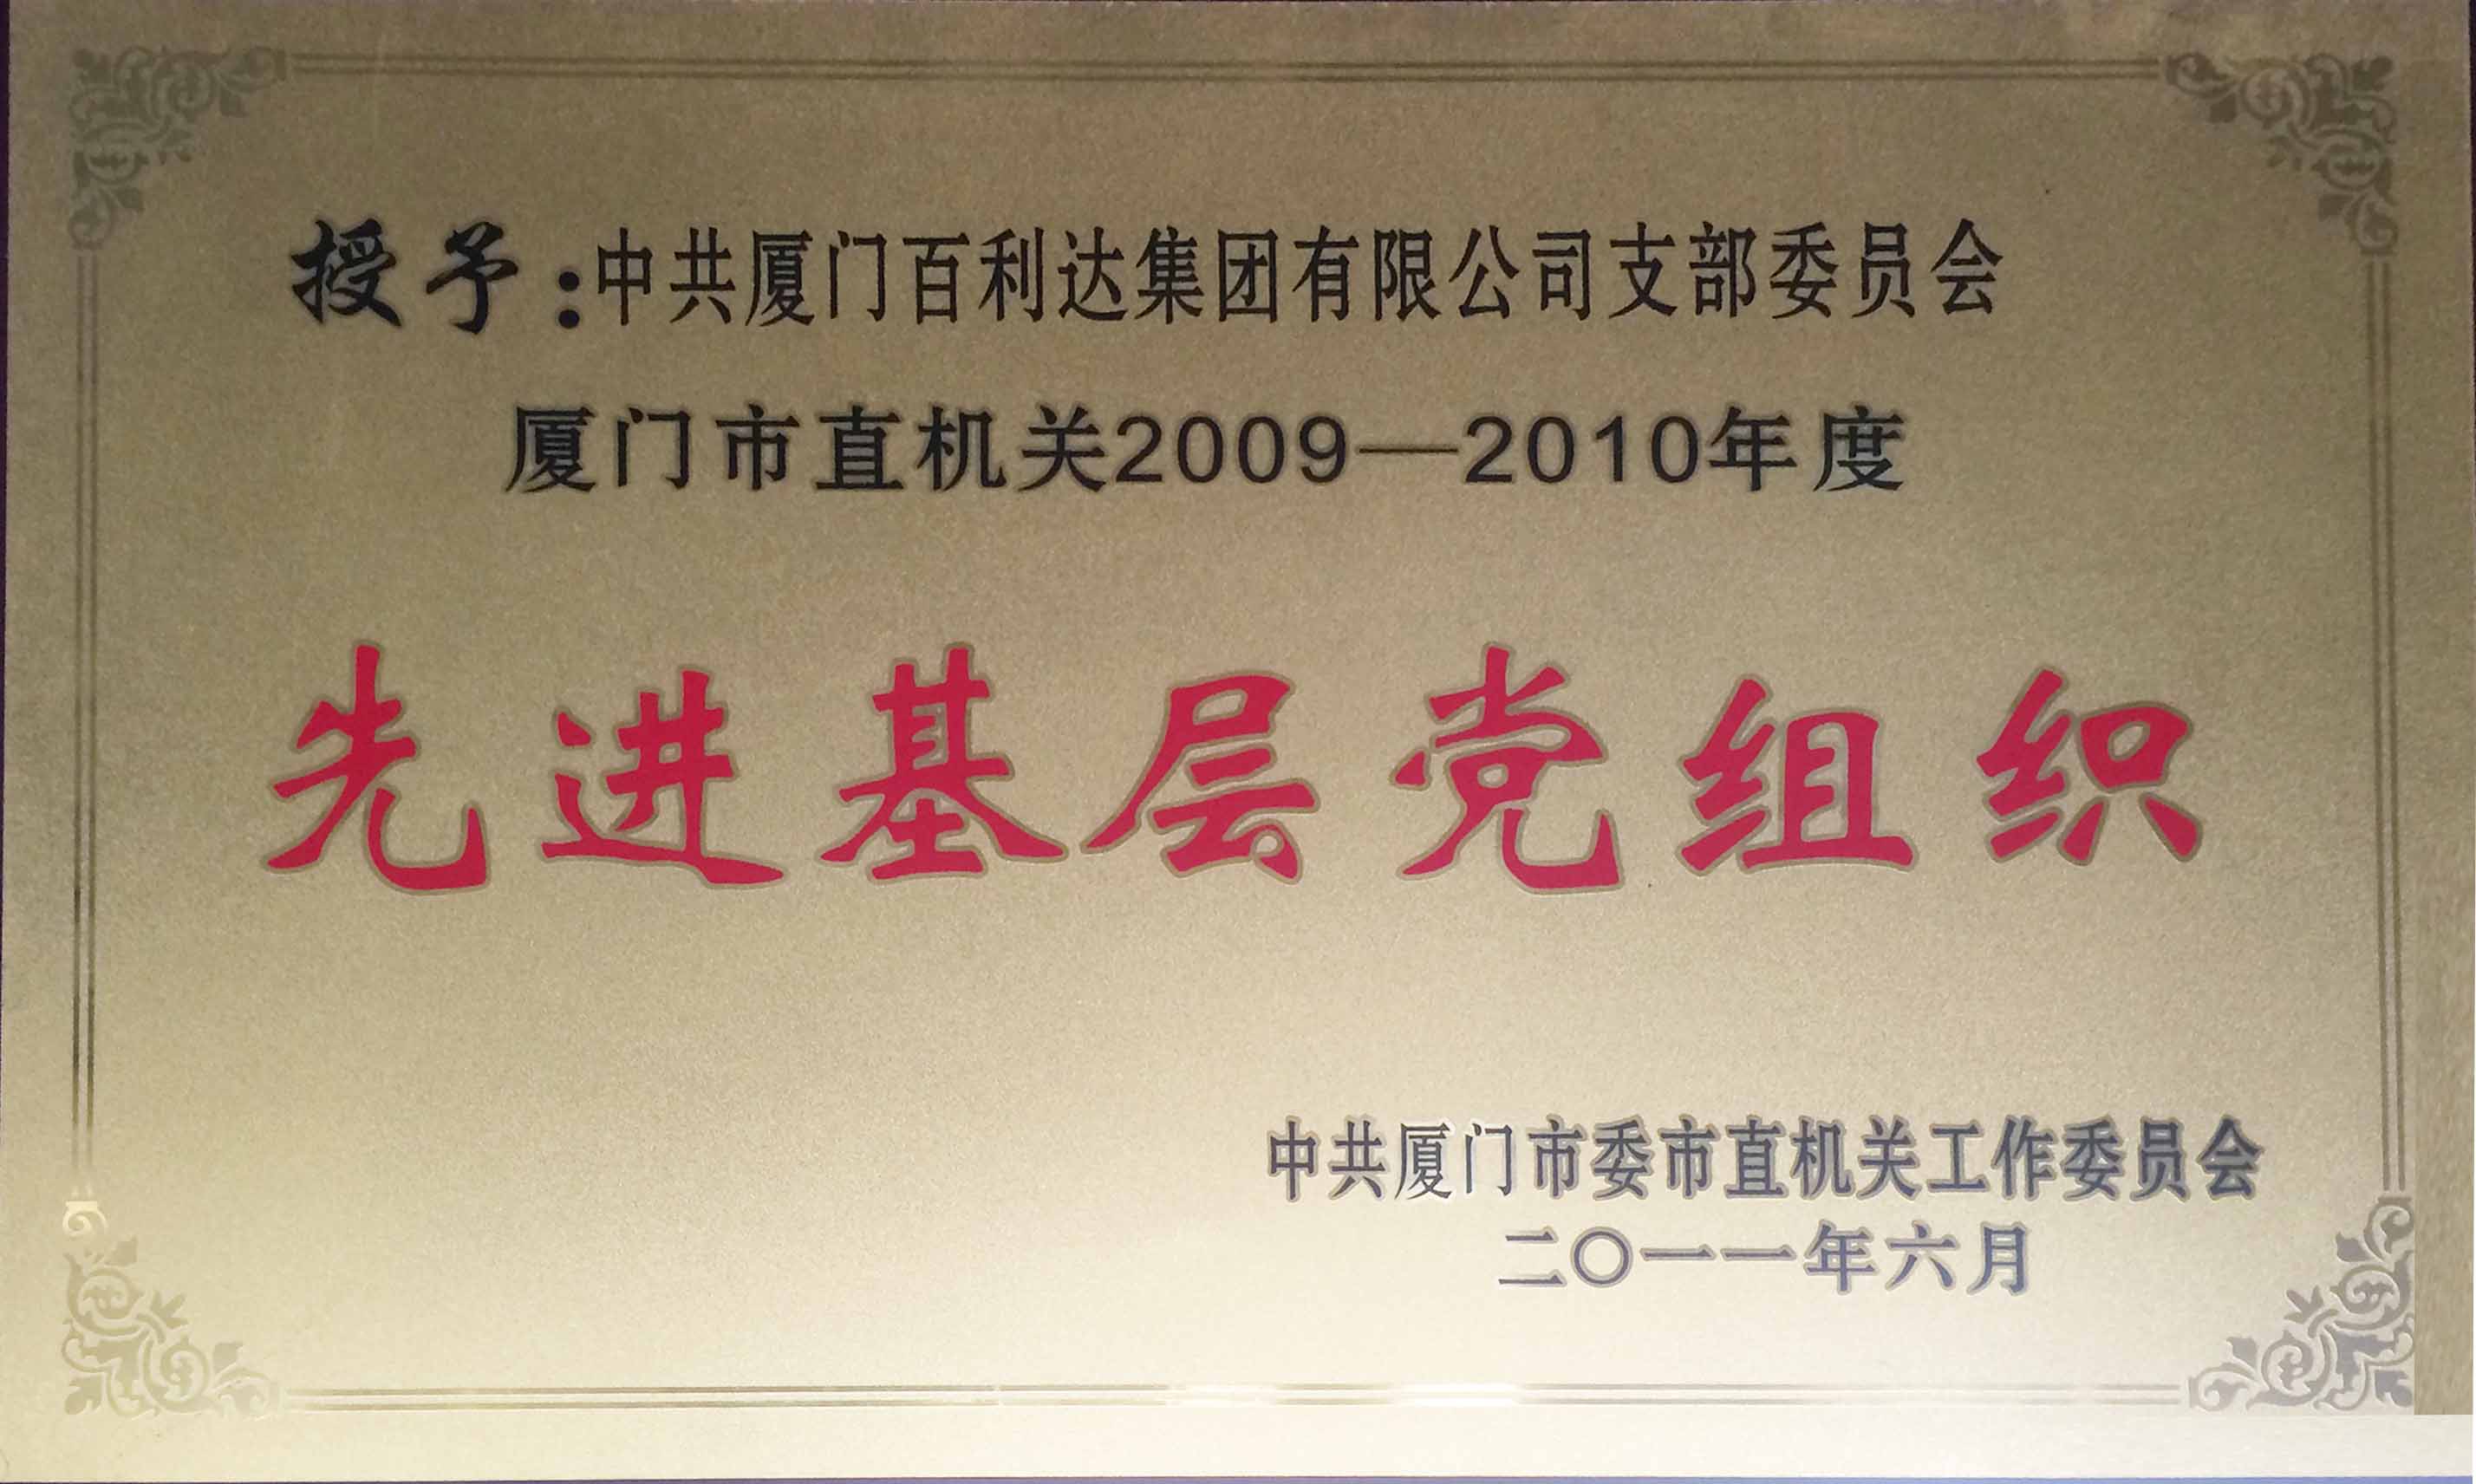 授予：中共厦门百利达集团有限公司支部委员会
厦门市直机关2009—2010年度
先进基层党组织
中共厦门市委市直机关工作委员会
二〇一一年六月